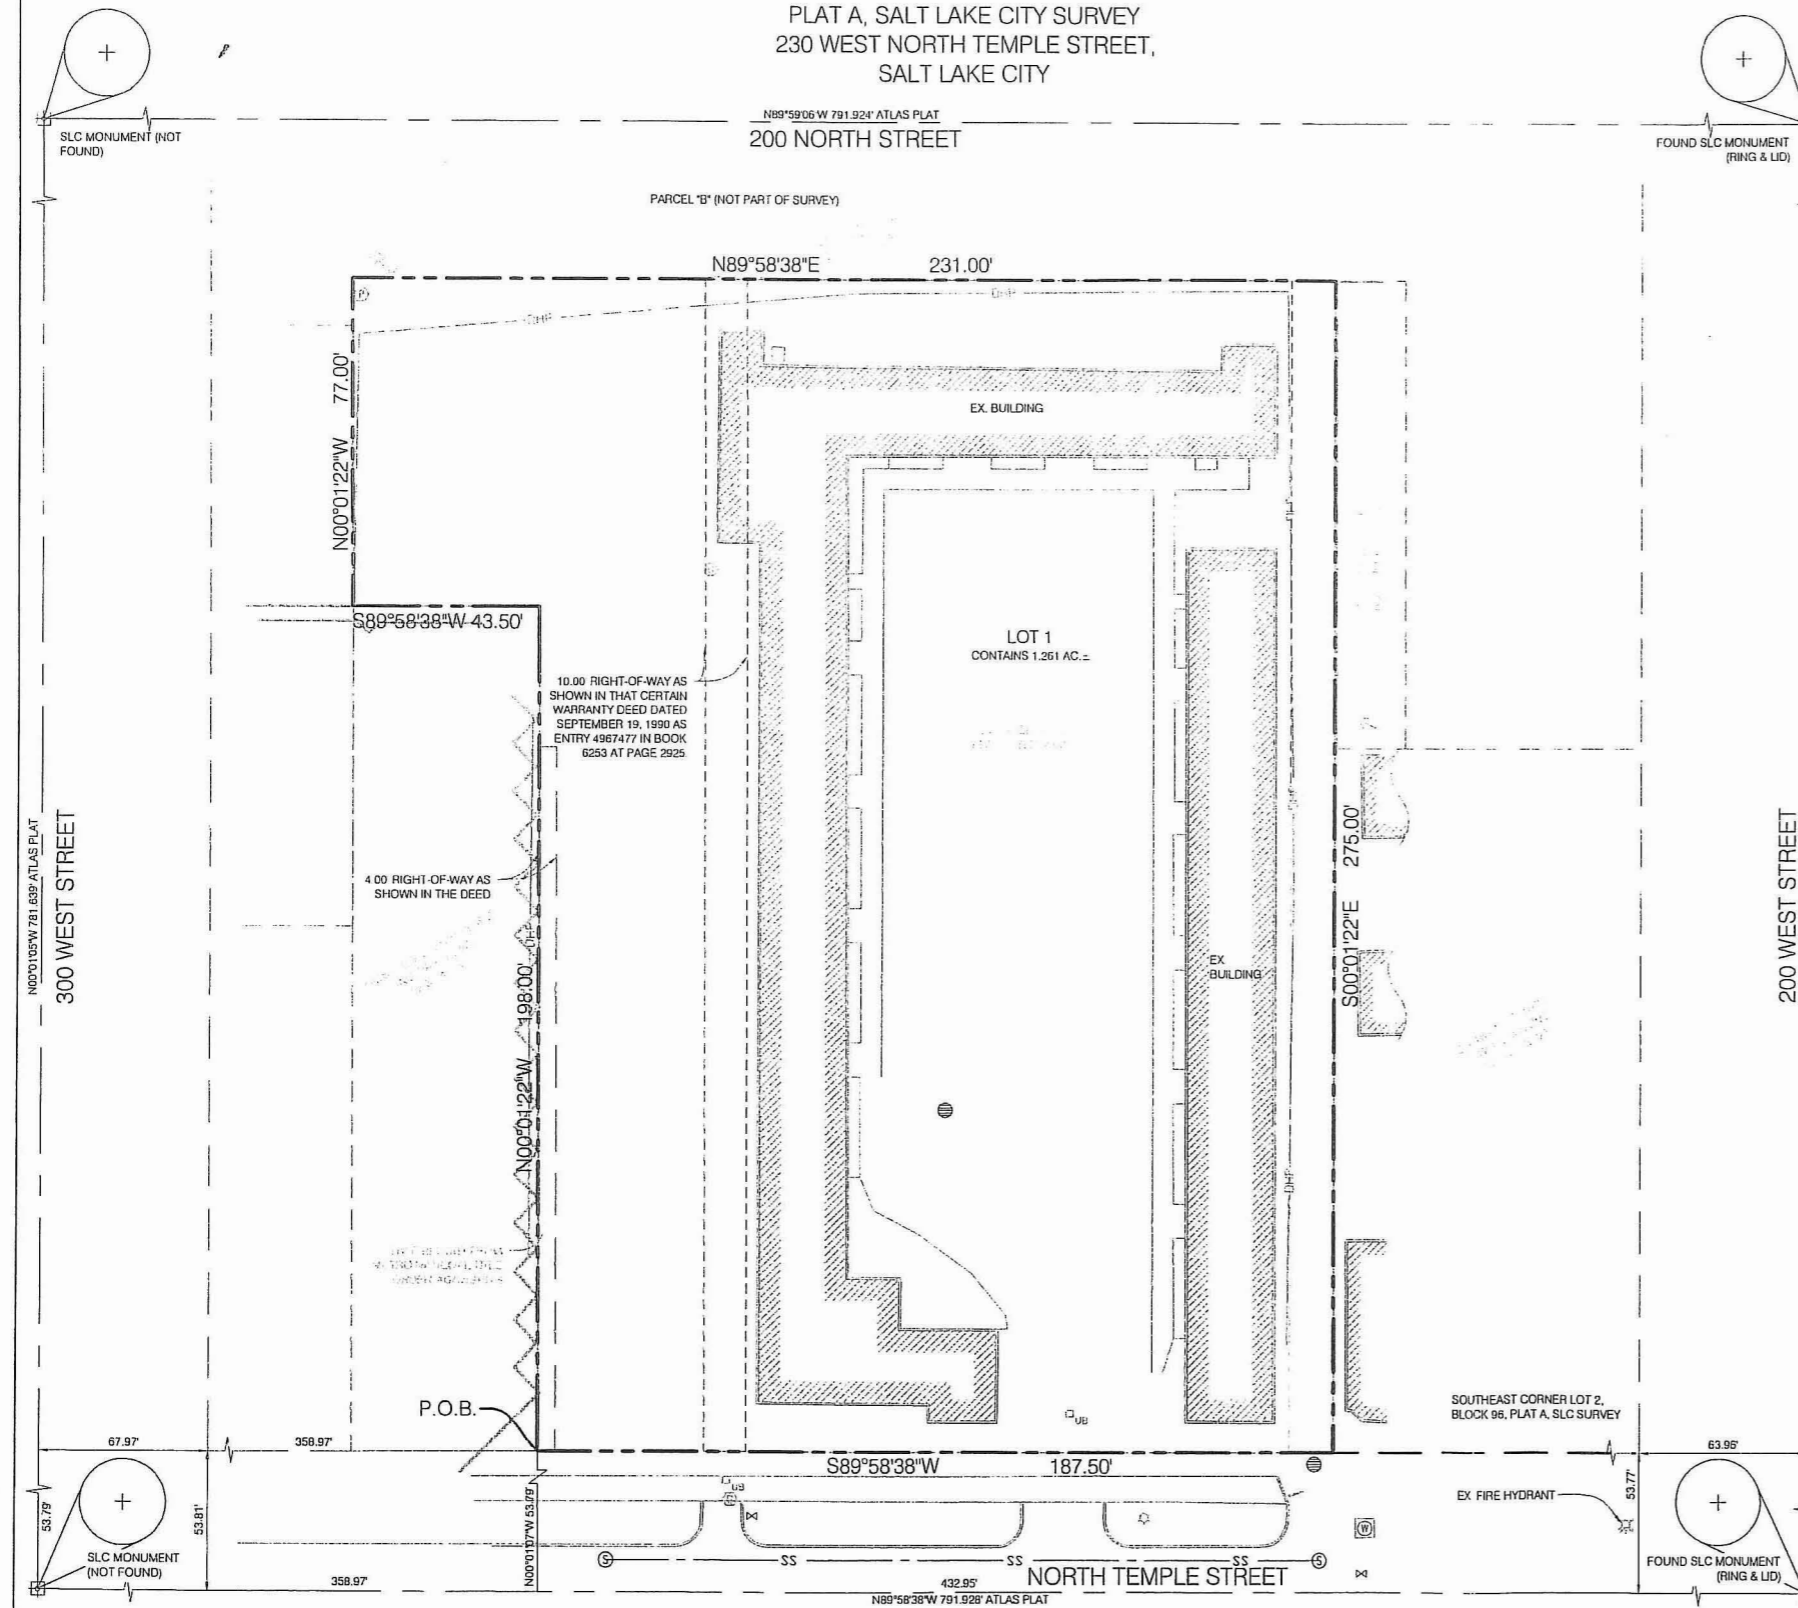 PLAT A, SALT LAKE CITY SURVEY
230 WEST NORTH TEMPLE STREET,
SALT LAKE CITY
N89°59'06 W 791.924' ATLAS PLAT
200 NORTH STREET
SLC MONUMENT (NOT
FOUND)
FOUND SLC MONUMENT
(RING & LID)
PARCEL "B" (NOT PART OF SURVEY)
N89°58'38"E 231.00'
OHP
OHP
N00°01'22"W 77.00'
EX. BUILDING
S89°58'38"W 43.50'
LOT 1
CONTAINS 1.261 AC.±
10.00 RIGHT-OF-WAY AS
SHOWN IN THAT CERTAIN
WARRANTY DEED DATED
SEPTEMBER 19, 1990 AS
ENTRY 4967477 IN BOOK
6253 AT PAGE 2925
4.00 RIGHT-OF-WAY AS
SHOWN IN THE DEED
N00°01'05"W 781.639' ATLAS PLAT
300 WEST STREET
200 WEST STREET
S00°01'22"E 275.00'
OHP
N00°01'22"W 198.00'
EX
BUILDING
OHP
P.O.B.
UB
SOUTHEAST CORNER LOT 2,
BLOCK 96, PLAT A, SLC SURVEY
67.97'
358.97'
63.96'
S89°58'38"W 187.50'
UB
53.79'
53.81'
N00°01'07"W 53.79'
EX FIRE HYDRANT
53.77'
W
SLC MONUMENT
(NOT FOUND)
S SS SS SS S
FOUND SLC MONUMENT
(RING & LID)
358.97'
432.95'
NORTH TEMPLE STREET
N89°58'38"W 791.928' ATLAS PLAT